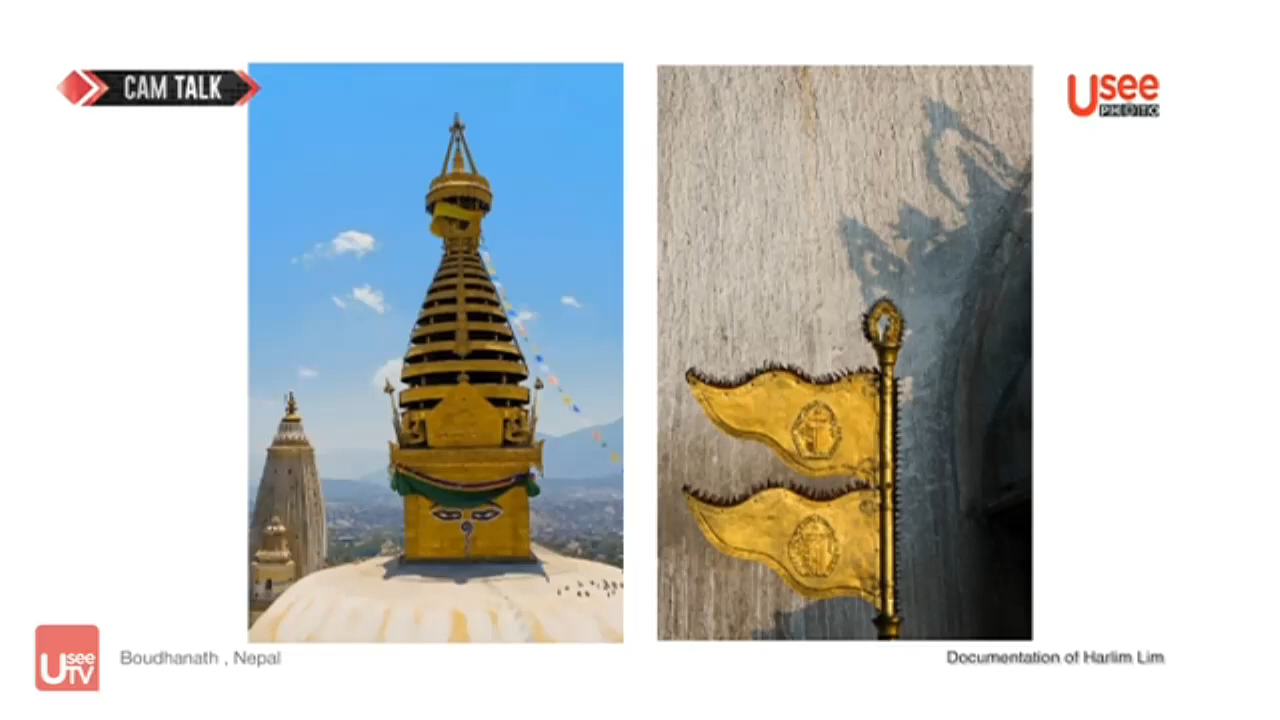 CAM TALK
Usee
PHOTO
Usee
TV
Boudhanath , Nepal
Documentation of Harlim Lim